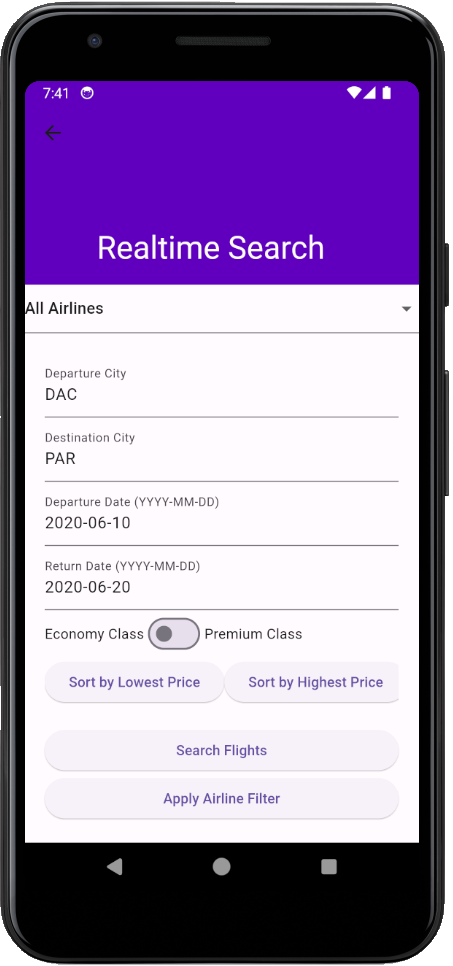 7:41
Realtime Search
All Airlines
Departure City
DAC
Destination City
PAR
Departure Date (YYYY-MM-DD)
2020-06-10
Return Date (YYYY-MM-DD)
2020-06-20
Economy Class Premium Class
Sort by Lowest Price Sort by Highest Price
Search Flights
Apply Airline Filter